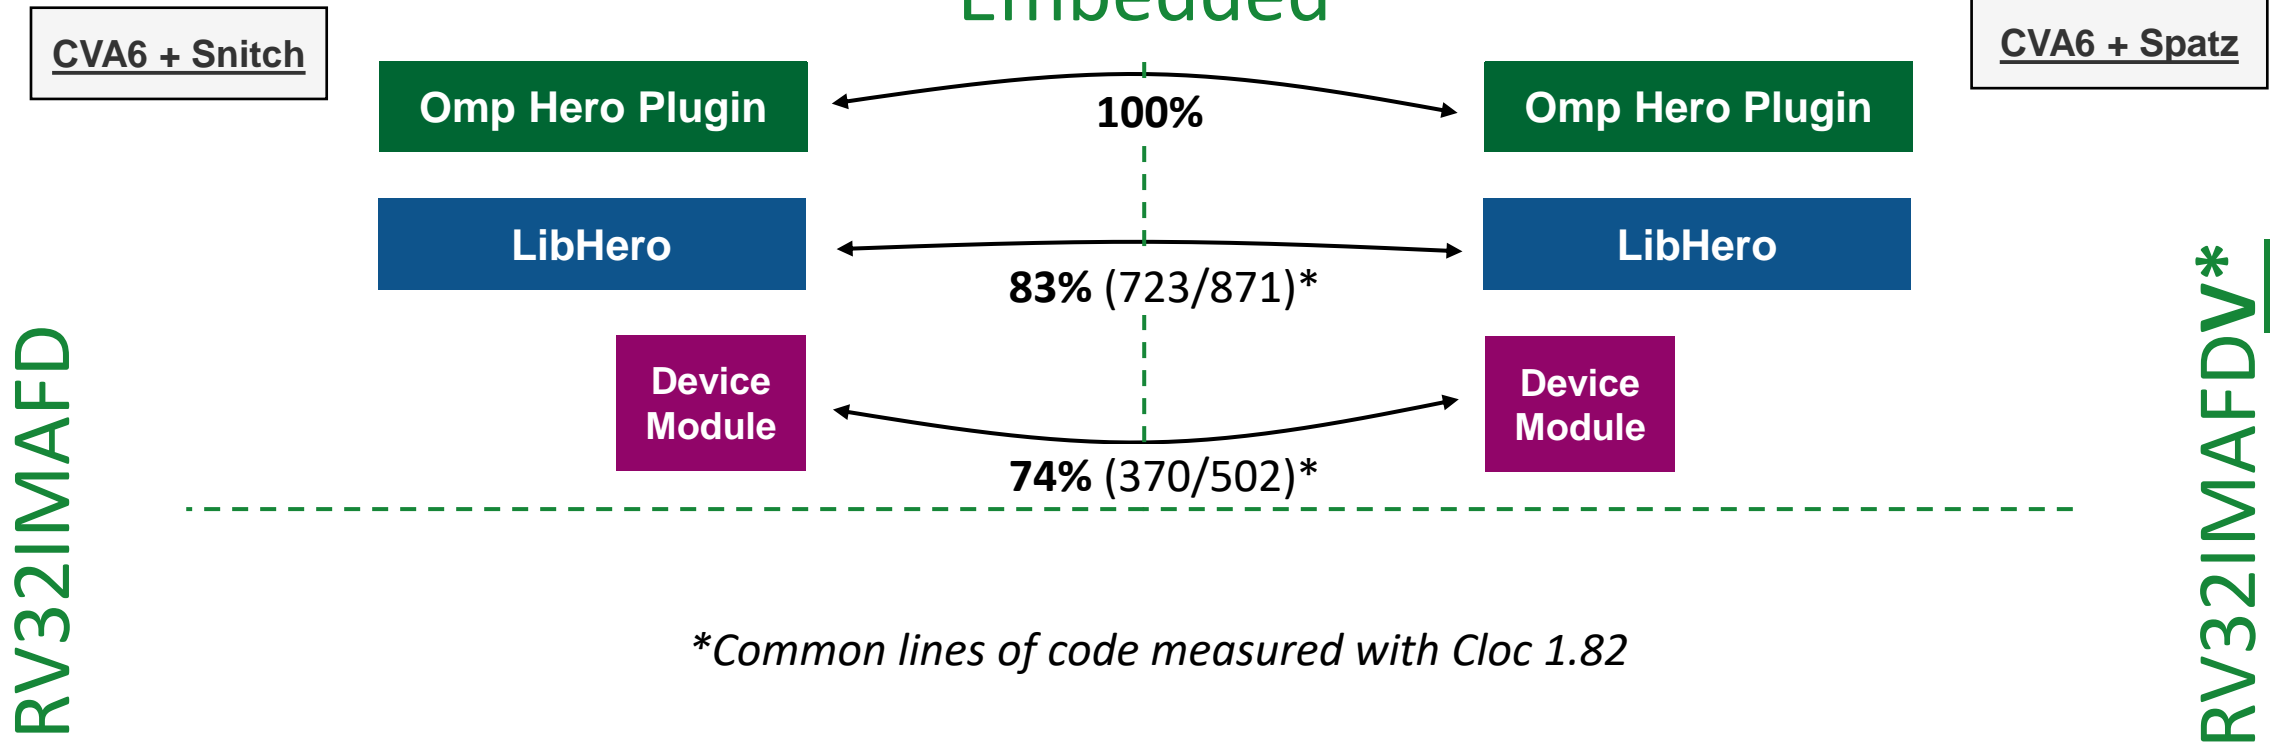 Embedded
CVA6 + Snitch
CVA6 + Spatz
Omp Hero Plugin
100%
Omp Hero Plugin
LibHero
83% (723/871)*
LibHero
Device
Module
74% (370/502)*
Device
Module
RV32IMAFD
RV32IMAFDV*
*Common lines of code measured with Cloc 1.82